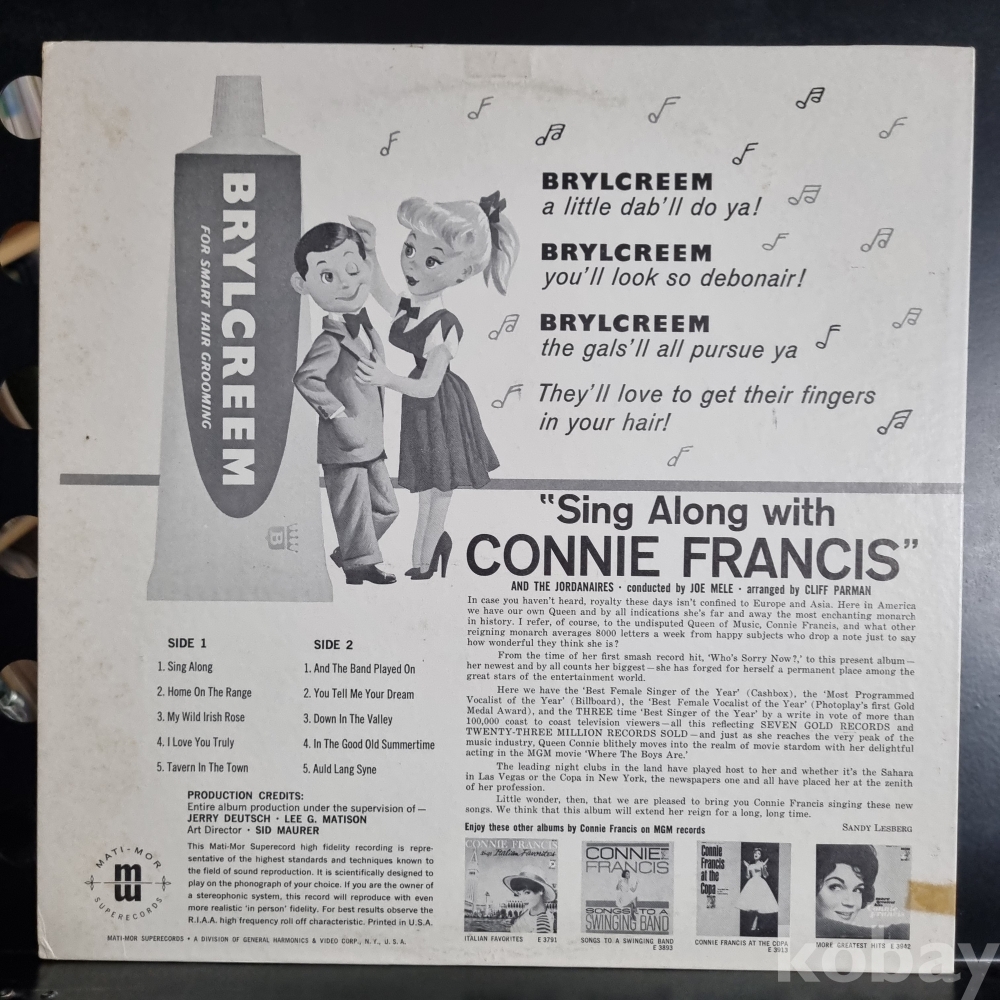 BRYLCREEM
FOR SMART HAIR GROOMING
B
BRYLCREEM
a little dab'll do ya!
BRYLCREEM
you'll look so debonair!
BRYLCREEM
the gals'll all pursue ya
They'll love to get their fingers
in your hair!
"Sing Along with
CONNIE FRANCIS"
AND THE JORDANAIRES · conducted by JOE MELE · arranged by CLIFF PARMAN
In case you haven't heard, royalty these days isn't confined to Europe and Asia. Here in America
we have our own Queen and by all indications she's far and away the most enchanting monarch
in history. I refer, of course, to the undisputed Queen of Music, Connie Francis, and what other
reigning monarch averages 8000 letters a week from happy subjects who drop a note just to say
how wonderful they think she is?
From the time of her first smash record hit, 'Who's Sorry Now?,' to this present album—
her newest and by all counts her biggest—she has forged for herself a permanent place among the
great stars of the entertainment world.
Here we have the 'Best Female Singer of the Year' (Cashbox), the 'Most Programmed
Vocalist of the Year' (Billboard), the 'Best Female Vocalist of the Year' (Photoplay's first Gold
Medal Award), and the THREE time 'Best Singer of the Year' by a write in vote of more than
100,000 coast to coast television viewers—all this reflecting SEVEN GOLD RECORDS and
TWENTY-THREE MILLION RECORDS SOLD—and just as she reaches the very peak of the
music industry, Queen Connie blithely moves into the realm of movie stardom with her delightful
acting in the MGM movie 'Where The Boys Are.'
The leading night clubs in the land have played host to her and whether it's the Sahara
in Las Vegas or the Copa in New York, the newspapers one and all have placed her at the zenith
of her profession.
Little wonder, then, that we are pleased to bring you Connie Francis singing these new
songs. We think that this album will extend her reign for a long, long time.
SANDY LESBERG
SIDE 1
1. Sing Along
2. Home On The Range
3. My Wild Irish Rose
4. I Love You Truly
5. Tavern In The Town
SIDE 2
1. And The Band Played On
2. You Tell Me Your Dream
3. Down In The Valley
4. In The Good Old Summertime
5. Auld Lang Syne
PRODUCTION CREDITS:
Entire album production under the supervision of—
JERRY DEUTSCH · LEE G. MATISON
Art Director · SID MAURER
This Mati-Mor Superecord high fidelity recording is repre-
sentative of the highest standards and techniques known to
the field of sound reproduction. It is scientifically designed to
play on the phonograph of your choice. If you are the owner of
a stereophonic system, this record will reproduce with even
more realistic 'in person' fidelity. For best results observe the
R.I.A.A. high frequency roll off characteristic. Printed in U.S.A.
MATI-MOR
SUPERECORDS
MATI-MOR SUPERECORDS · A DIVISION OF GENERAL HARMONICS & VIDEO CORP., N. Y., U. S. A.
Enjoy these other albums by Connie Francis on MGM records
CONNIE FRANCIS
sings Italian Favorites
ITALIAN FAVORITES E 3791
CONNIE
FRANCIS
SONGS TO A
SWINGING BAND
SONGS TO A SWINGING BAND
E 3893
Connie
Francis
at the
Copa
CONNIE FRANCIS AT THE COPA
E 3913
MORE GREATEST HITS E 3942
kobay